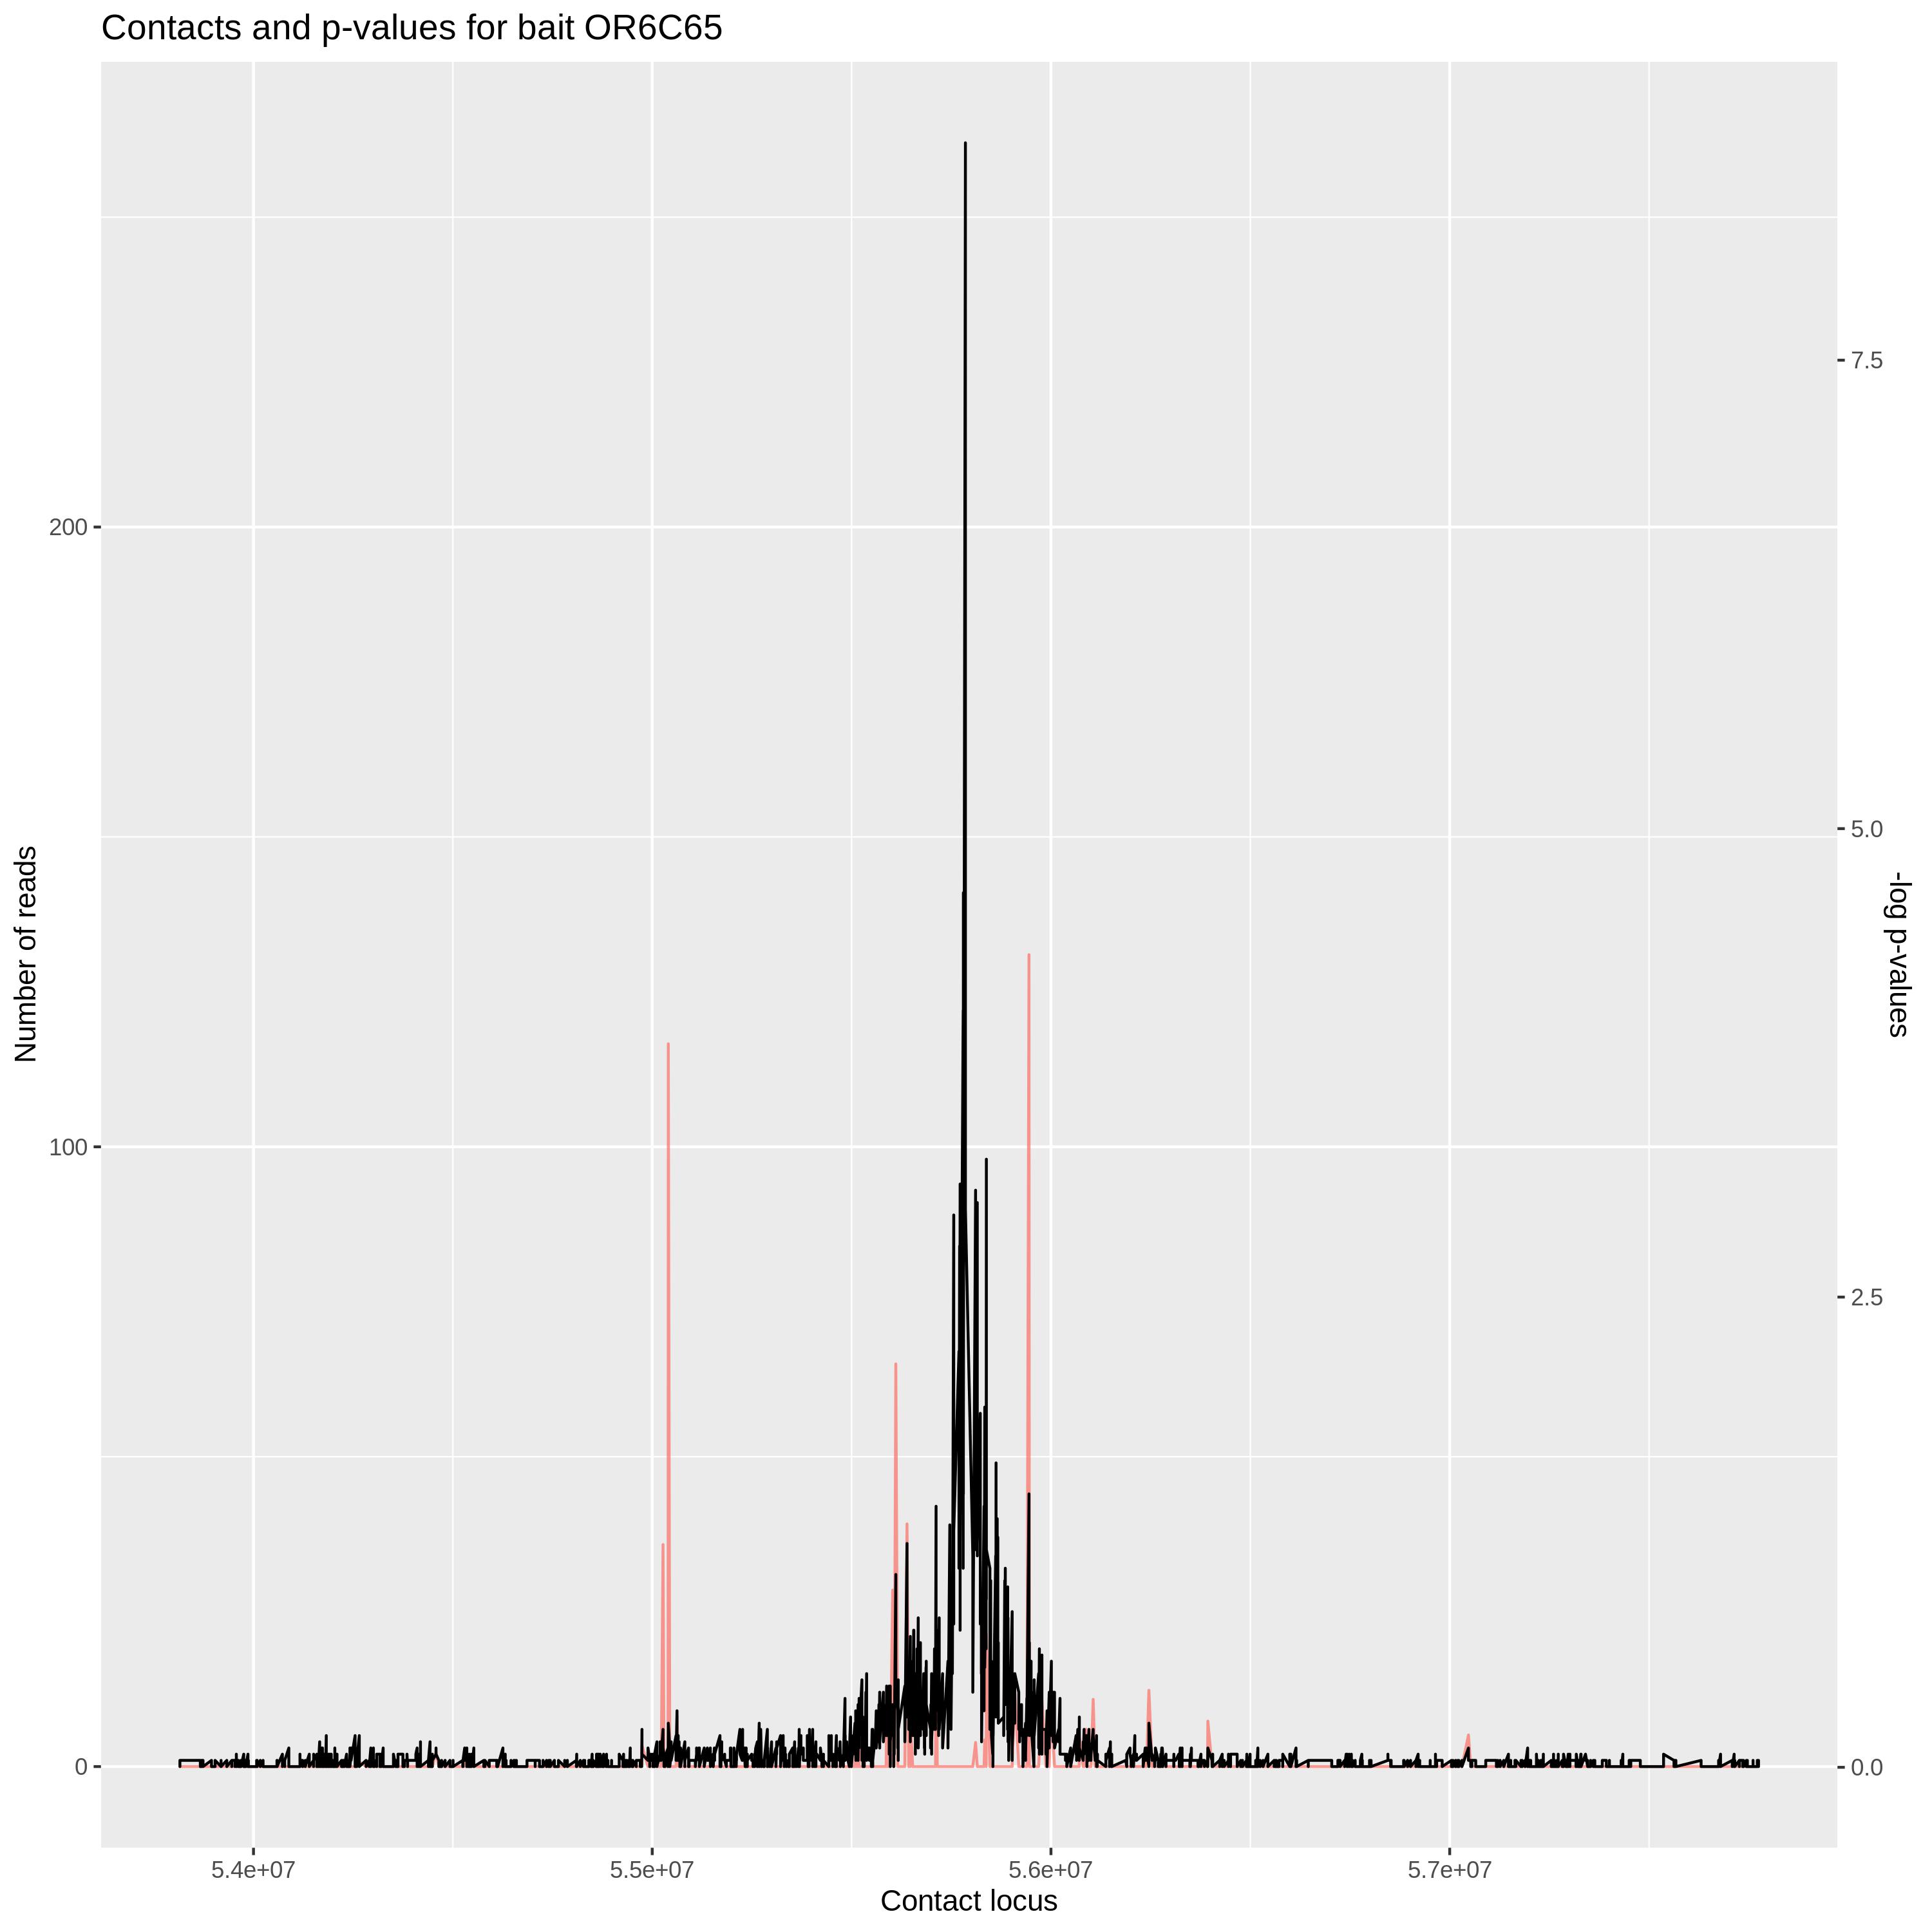 Contacts and p-values for bait OR6C65
Number of reads
200
100
0
7.5
5.0
2.5
0.0
-log p-values
5.4e+07 5.5e+07 5.6e+07 5.7e+07
Contact locus